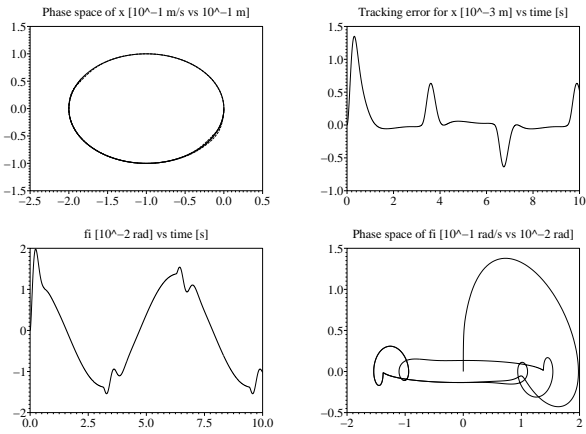 Phase space of x [10^−1 m/s vs 10^−1 m]
Tracking error for x [10^−3 m] vs time [s]
1.5
1.0
0.5
0.0
−0.5
−1.0
−1.5
−2.5 −2.0 −1.5 −1.0 −0.5 0.0 0.5
1.5
1.0
0.5
0.0
−0.5
−1.0
0 2 4 6 8 10
fi [10^−2 rad] vs time [s]
Phase space of fi [10^−1 rad/s vs 10^−2 rad]
2
1
0
−1
−2
0.0 2.5 5.0 7.5 10.0
1.5
1.0
0.5
0.0
−0.5
−2 −1 0 1 2